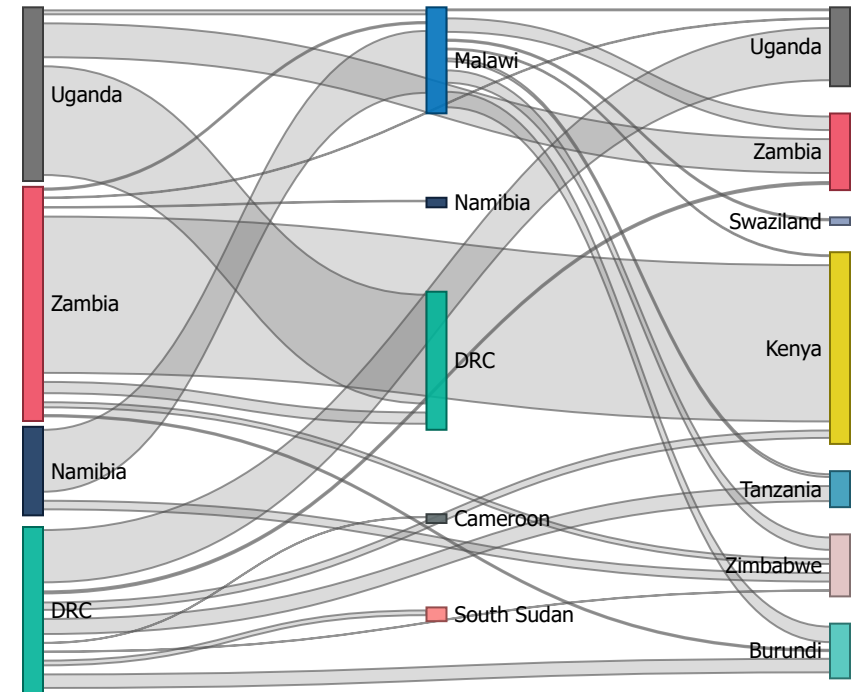 Uganda
Zambia
Namibia
DRC
Malawi
Namibia
DRC
Cameroon
South Sudan
Uganda
Zambia
Swaziland
Kenya
Tanzania
Zimbabwe
Burundi